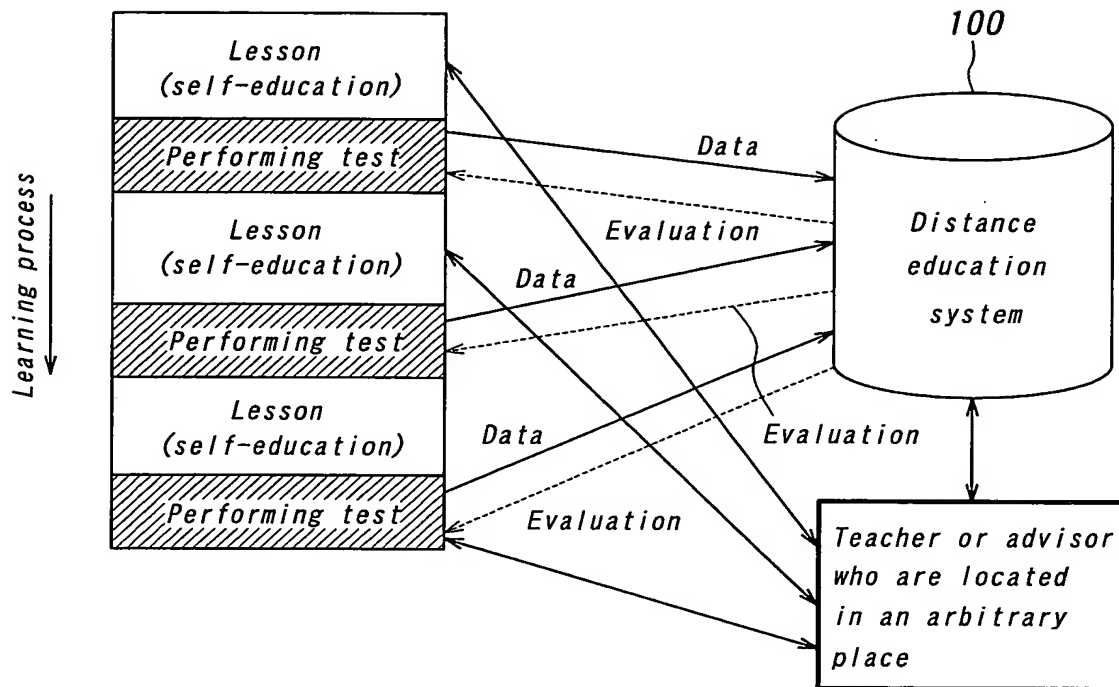 100
Lesson
(self-education)
Performing test
Lesson
(self-education)
Performing test
Lesson
(self-education)
Performing test
Learning process
Data
Evaluation
Data
Data
Evaluation
Evaluation
Distance
education
system
Teacher or advisor
who are located
in an arbitrary
place